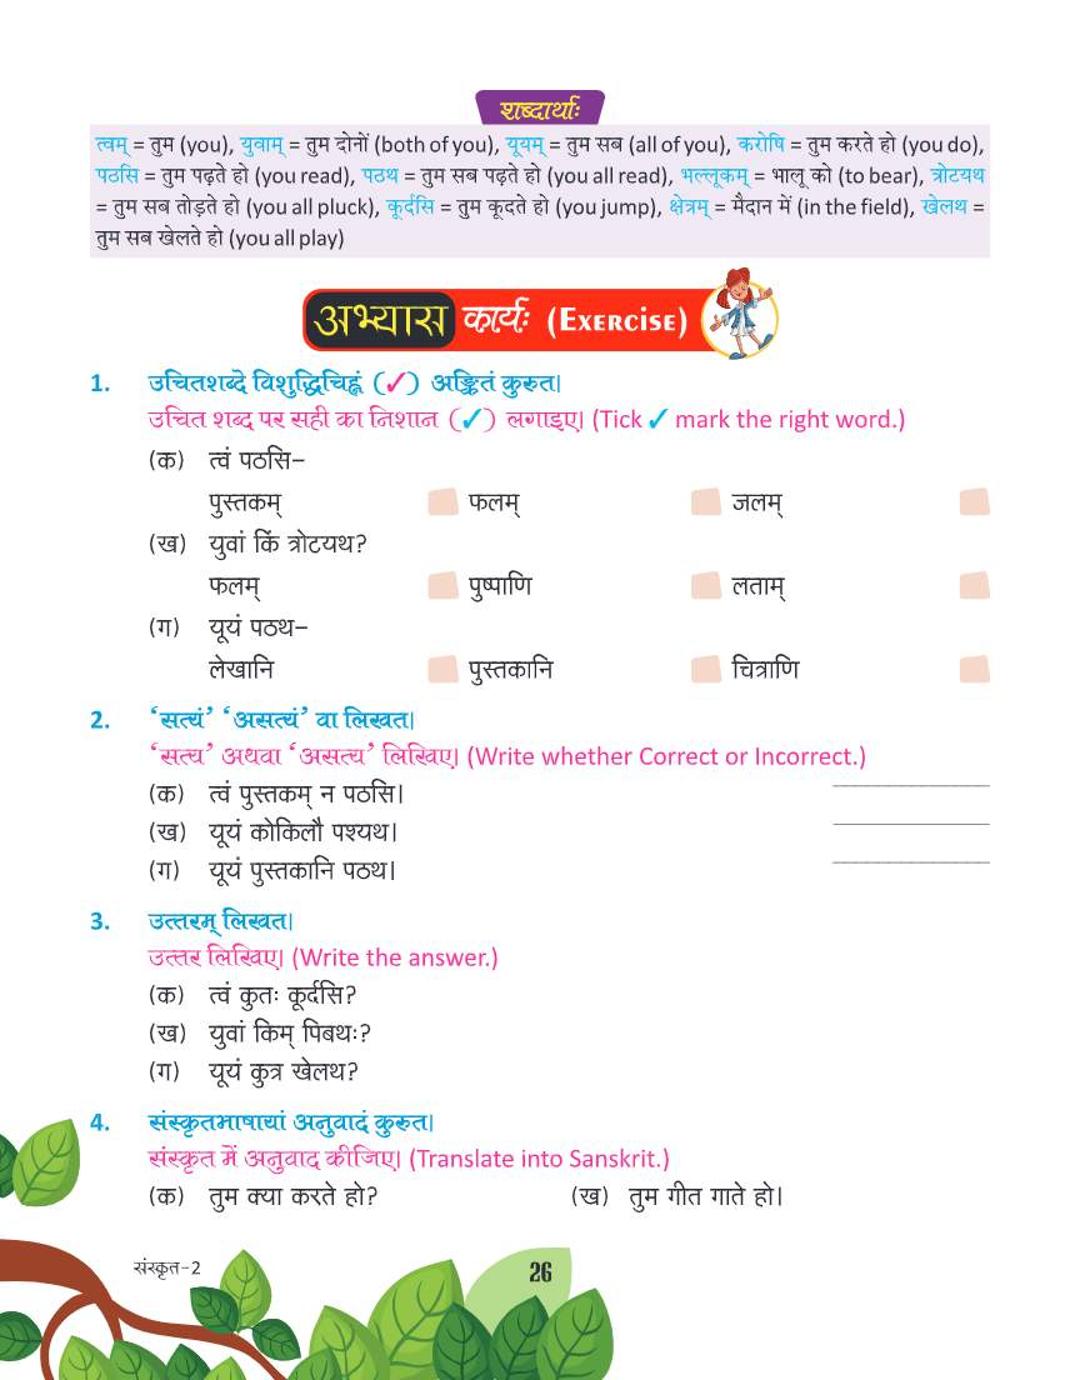 शब्दार्थाः
त्वम् = तुम (you), युवाम् = तुम दोनों (both of you), यूयम् = तुम सब (all of you), करोषि = तुम करते हो (you do),
पठसि = तुम पढ़ते हो (you read), पठथ = तुम सब पढ़ते हो (you all read), भल्लूकम् = भालू को (to bear), त्रोटयथ
= तुम सब तोड़ते हो (you all pluck), कूर्दसि = तुम कूदते हो (you jump), क्षेत्रम् = मैदान में (in the field), खेलथ =
तुम सब खेलते हो (you all play)
अभ्यास कार्यः (EXERCISE)
1. उचितशब्दे विशुद्धिचिह्नं (✓) अङ्कितं कुरुत।
उचित शब्द पर सही का निशान (✓) लगाइए। (Tick ✓ mark the right word.)
(क) त्वं पठसि–
पुस्तकम् फलम् जलम्
(ख) युवां किं त्रोटयथ?
फलम् पुष्पाणि लताम्
(ग) यूयं पठथ–
लेखानि पुस्तकानि चित्राणि
2. ‘सत्यं’ ‘असत्यं’ वा लिखत।
‘सत्य’ अथवा ‘असत्य’ लिखिए। (Write whether Correct or Incorrect.)
(क) त्वं पुस्तकम् न पठसि।
(ख) यूयं कोकिलौ पश्यथ।
(ग) यूयं पुस्तकानि पठथ।
3. उत्तरम् लिखत।
उत्तर लिखिए। (Write the answer.)
(क) त्वं कुतः कूर्दसि?
(ख) युवां किम् पिबथः?
(ग) यूयं कुत्र खेलथ?
4. संस्कृतभाषायां अनुवादं कुरुत।
संस्कृत में अनुवाद कीजिए। (Translate into Sanskrit.)
(क) तुम क्या करते हो? (ख) तुम गीत गाते हो।
संस्कृत-2 26